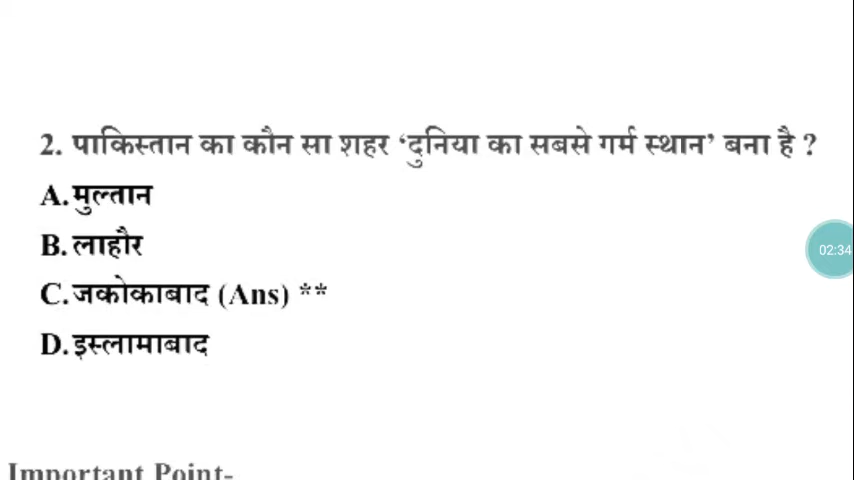 2. पाकिस्तान का कौन सा शहर ‘दुनिया का सबसे गर्म स्थान’ बना है ?
A. मुल्तान
B. लाहौर
02:34
C. जकोकाबाद (Ans) **
D. इस्लामाबाद
Important Point-